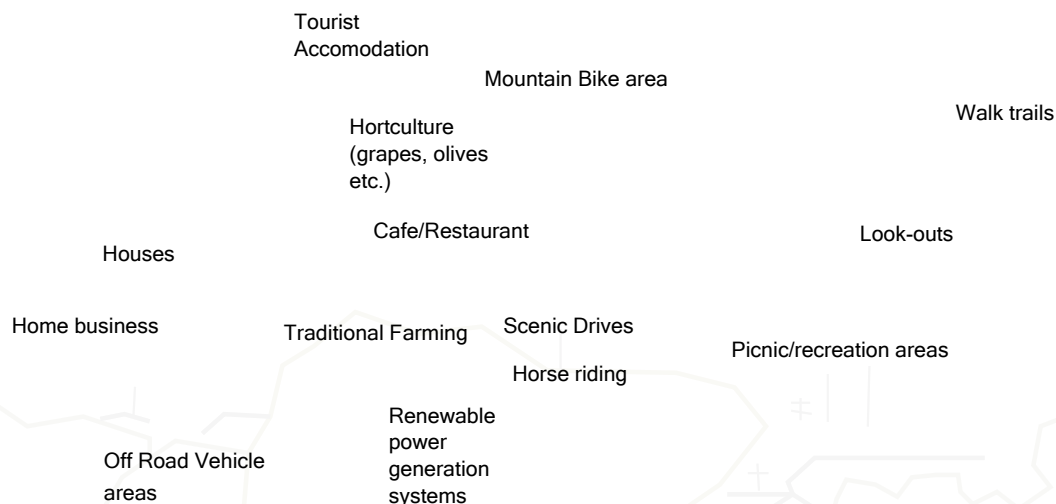 Tourist
Accomodation
Mountain Bike area
Walk trails
Hortculture
(grapes, olives
etc.)
Cafe/Restaurant
Look-outs
Houses
Home business
Traditional Farming
Scenic Drives
Picnic/recreation areas
Horse riding
Renewable
power
generation
systems
Off Road Vehicle
areas